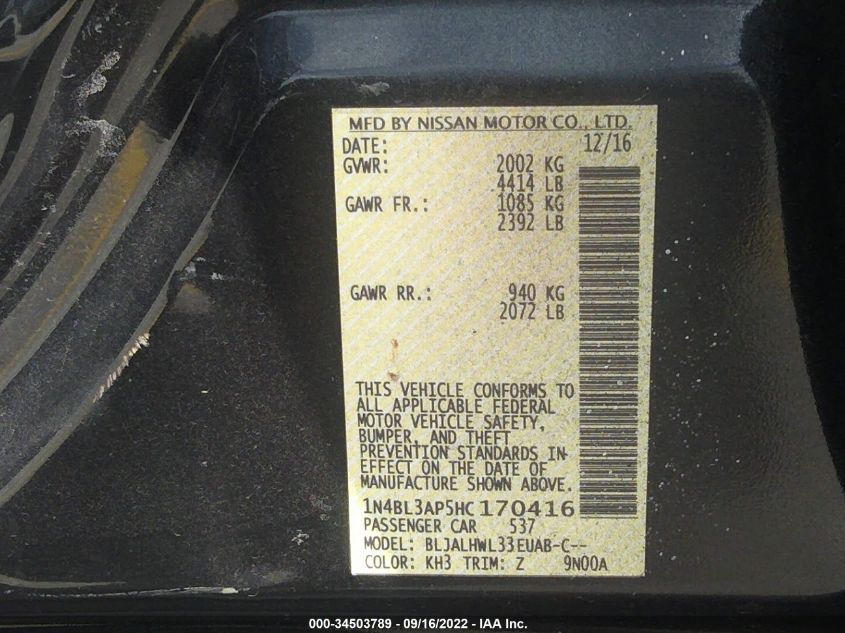 MFD BY NISSAN MOTOR CO., LTD.
DATE: 12/16
GVWR: 2002 KG
4414 LB
GAWR FR.: 1085 KG
2392 LB
GAWR RR.: 940 KG
2072 LB
THIS VEHICLE CONFORMS TO
ALL APPLICABLE FEDERAL
MOTOR VEHICLE SAFETY,
BUMPER, AND THEFT
PREVENTION STANDARDS IN
EFFECT ON THE DATE OF
MANUFACTURE SHOWN ABOVE.
1N4BL3AP5HC170416
PASSENGER CAR 537
MODEL: BLJALHWL33EUAB-C--
COLOR: KH3 TRIM: Z 9N00A
000-34503789 - 09/16/2022 - IAA Inc.